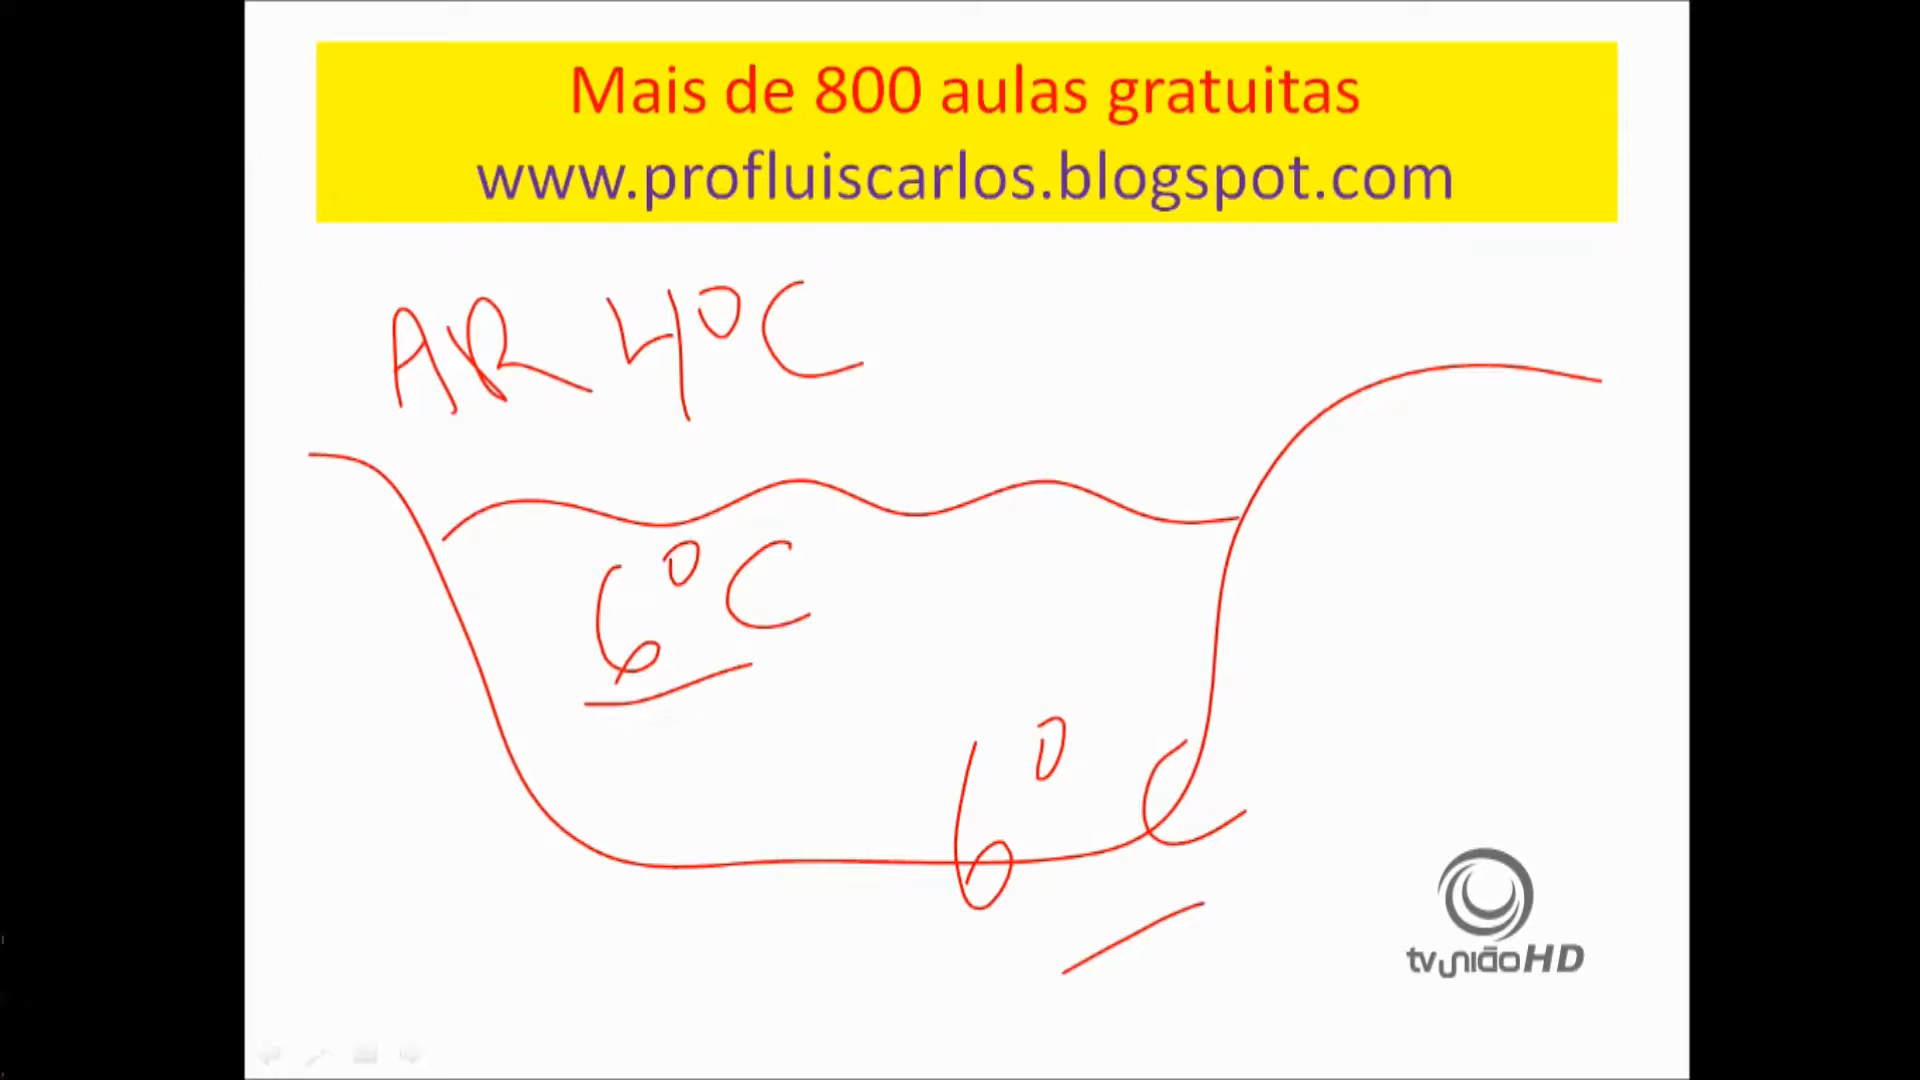 Mais de 800 aulas gratuitas
www.profluiscarlos.blogspot.com
AR 4°C
6°C
6°C
tvuniãoHD